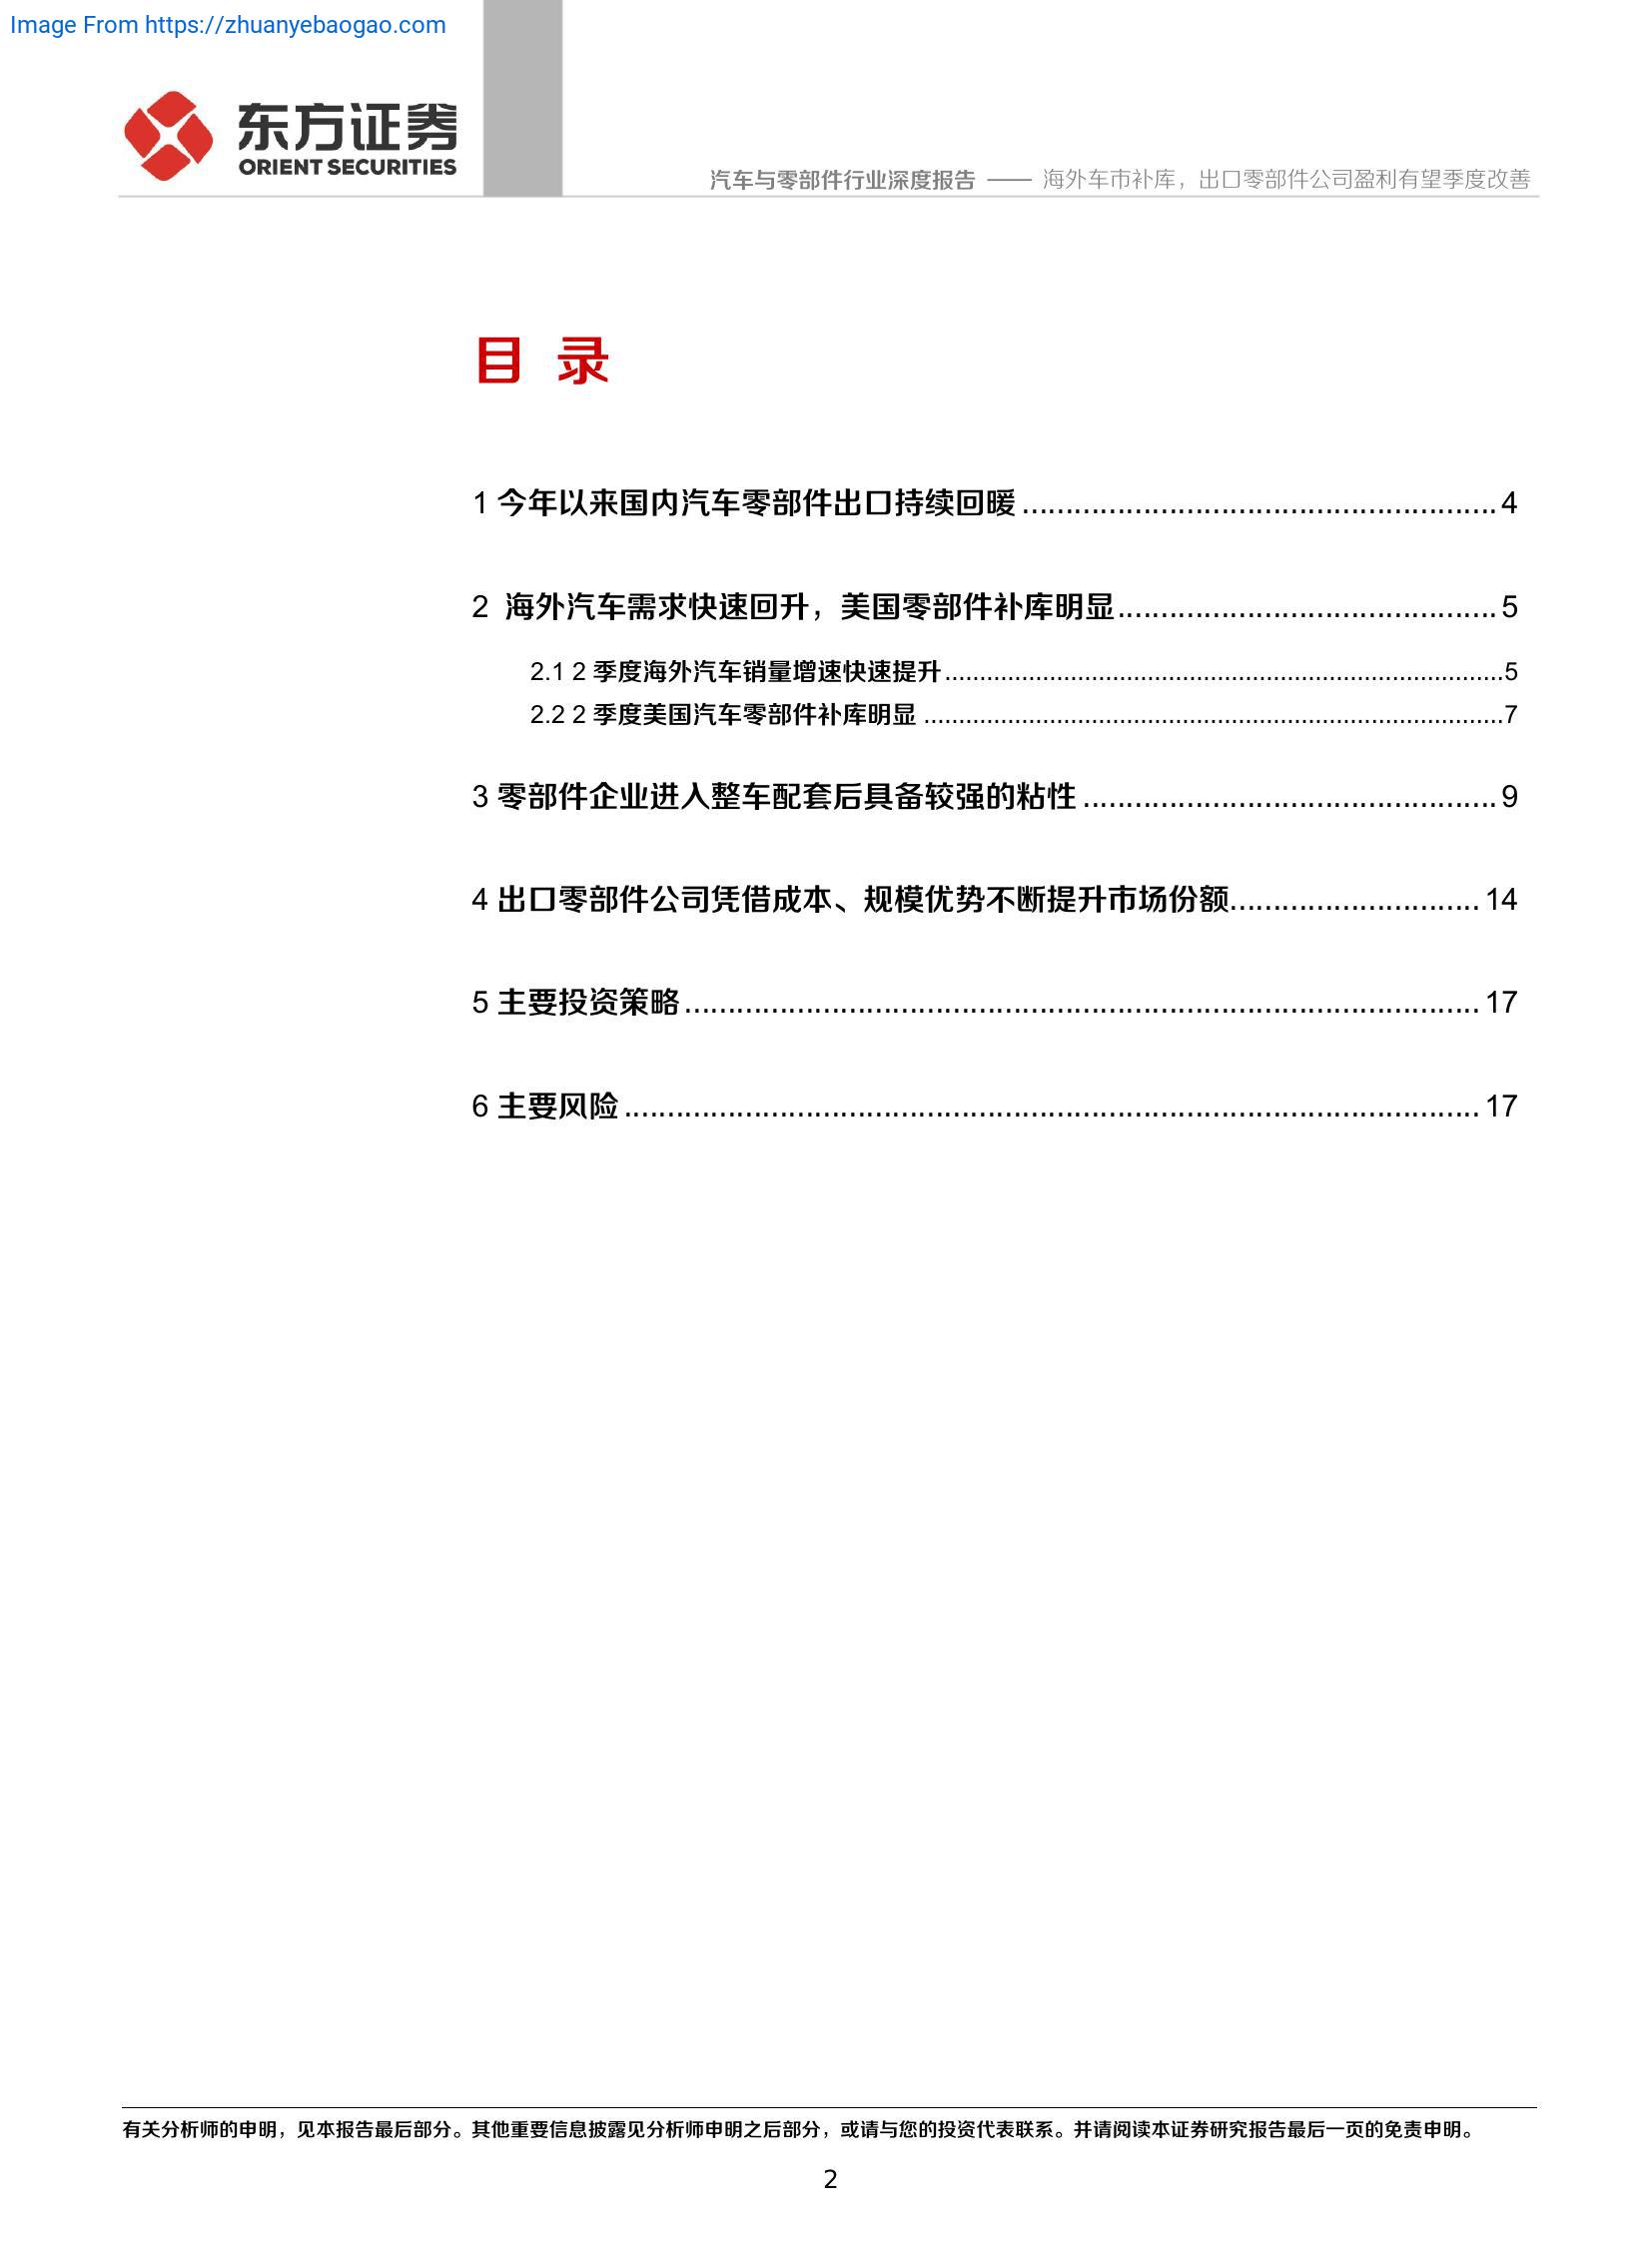 Image From https://zhuanyebaogao.com
东方证券
ORIENT SECURITIES
汽车与零部件行业深度报告 —— 海外车市补库，出口零部件公司盈利有望季度改善
目 录
1 今年以来国内汽车零部件出口持续回暖 ........................................................ 4
2 海外汽车需求快速回升，美国零部件补库明显 ............................................. 5
2.1 2 季度海外汽车销量增速快速提升 ................................................................................ 5
2.2 2 季度美国汽车零部件补库明显 ................................................................................... 7
3 零部件企业进入整车配套后具备较强的粘性 ................................................ 9
4 出口零部件公司凭借成本、规模优势不断提升市场份额 ............................. 14
5 主要投资策略 ............................................................................................ 17
6 主要风险 ................................................................................................... 17
有关分析师的申明，见本报告最后部分。其他重要信息披露见分析师申明之后部分，或请与您的投资代表联系。并请阅读本证券研究报告最后一页的免责申明。
2